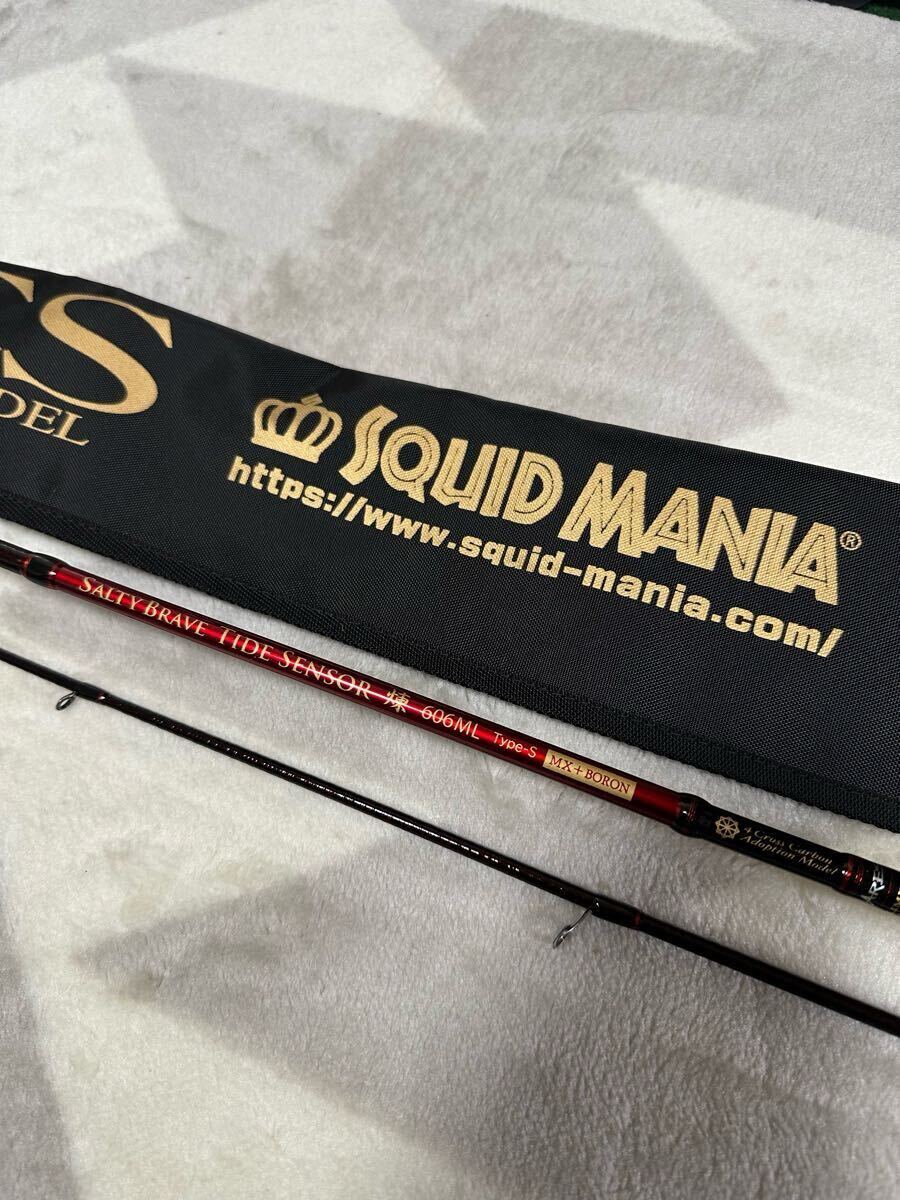 SQUID MANIA®
https://www.squid-mania.com/
SALTY BRAVE TIDE SENSOR 煉 606ML Type-S MX+BORON
4 Cross Carbon
Adoption Model